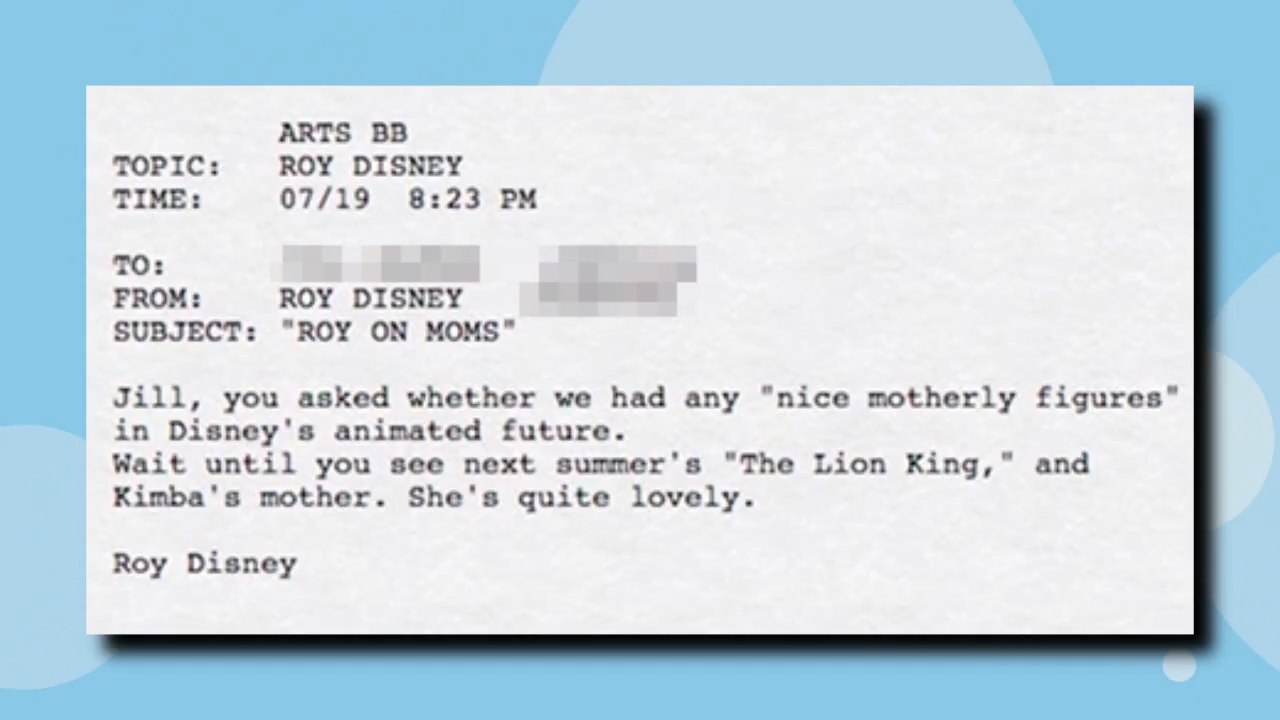 ARTS BB
TOPIC: ROY DISNEY
TIME: 07/19 8:23 PM
TO:
FROM: ROY DISNEY
SUBJECT: "ROY ON MOMS"
Jill, you asked whether we had any "nice motherly figures"
in Disney's animated future.
Wait until you see next summer's "The Lion King," and
Kimba's mother. She's quite lovely.
Roy Disney